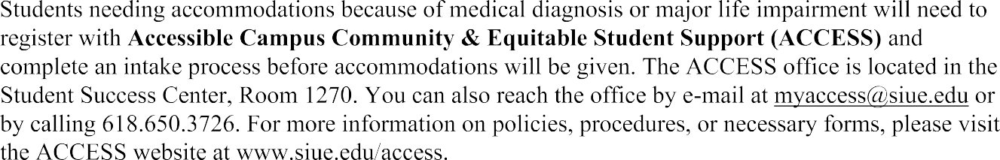 Students needing accommodations because of medical diagnosis or major life impairment will need to
register with Accessible Campus Community & Equitable Student Support (ACCESS) and
complete an intake process before accommodations will be given. The ACCESS office is located in the
Student Success Center, Room 1270. You can also reach the office by e-mail at myaccess@siue.edu or
by calling 618.650.3726. For more information on policies, procedures, or necessary forms, please visit
the ACCESS website at www.siue.edu/access.